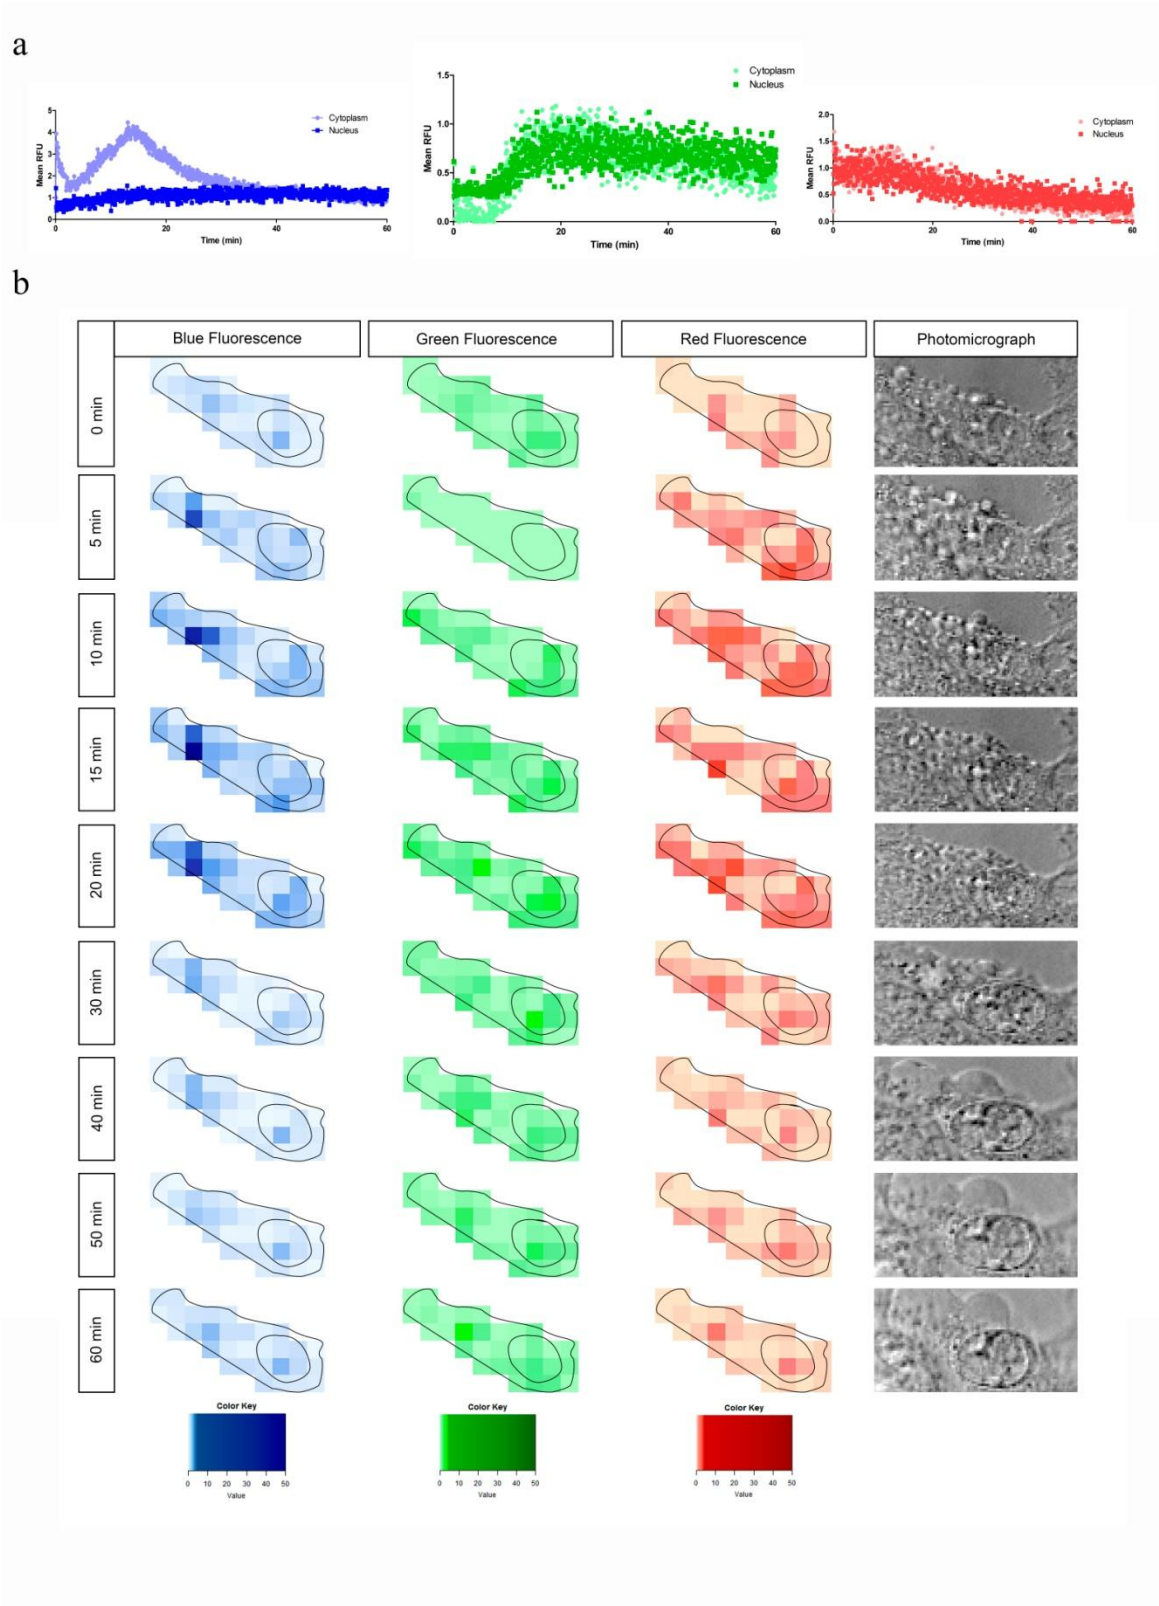 a
Mean RFU
5
4
3
2
1
0
0
20
40
60
Time (min)
Cytoplasm
Nucleus
Mean RFU
1.5
1.0
0.5
0.0
0
20
40
60
Time (min)
Cytoplasm
Nucleus
Mean RFU
2.0
1.5
1.0
0.5
0.0
0
20
40
60
Time (min)
Cytoplasm
Nucleus
b
Blue Fluorescence
Green Fluorescence
Red Fluorescence
Photomicrograph
0 min
5 min
10 min
15 min
20 min
30 min
40 min
50 min
60 min
Color Key
0 10 20 30 40 50
Value
Color Key
0 10 20 30 40 50
Value
Color Key
0 10 20 30 40 50
Value